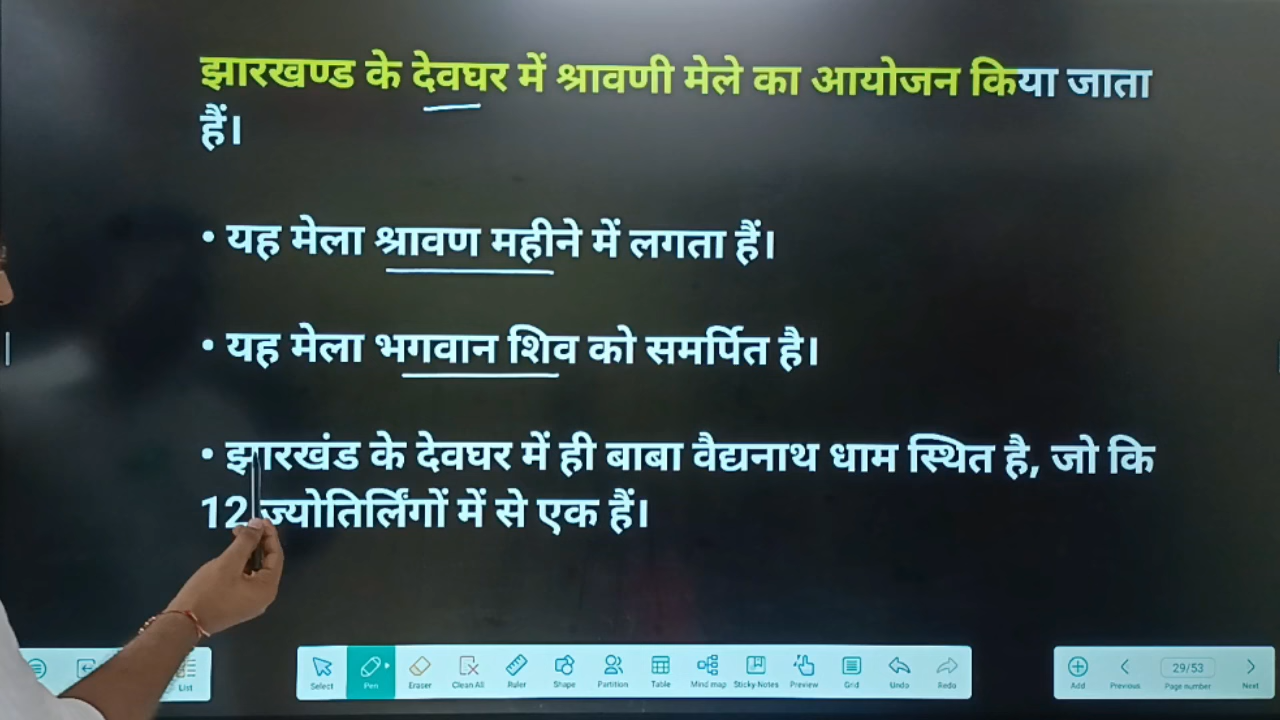 झारखण्ड के देवघर में श्रावणी मेले का आयोजन किया जाता
हैं।
• यह मेला श्रावण महीने में लगता हैं।
• यह मेला भगवान शिव को समर्पित है।
• झारखंड के देवघर में ही बाबा वैद्यनाथ धाम स्थित है, जो कि
12 ज्योतिर्लिंगों में से एक हैं।
List
Select Pen Eraser Clean All Ruler Shape Partition Table Mind map Sticky Notes Preview Grid Undo Redo
Add Previous 29/53 Page number Next